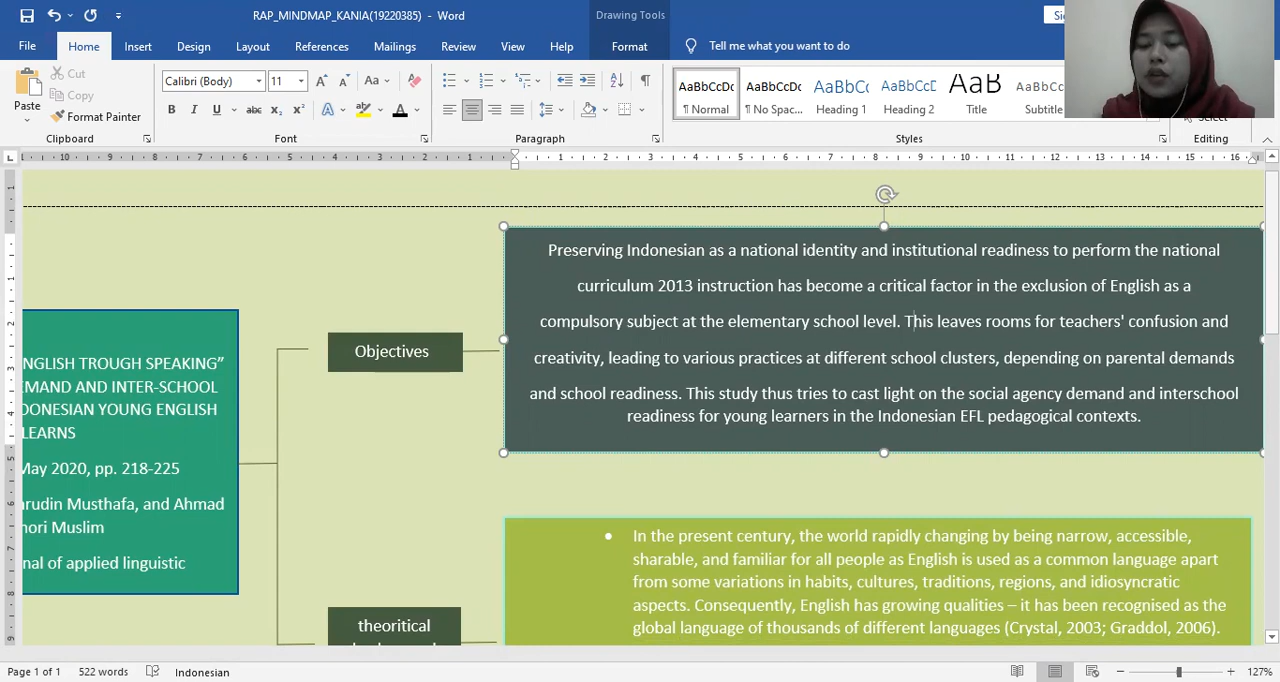 RAP_MINDMAP_KANIA(19220385) - Word
Drawing Tools
File
Home
Insert
Design
Layout
References
Mailings
Review
View
Help
Format
Tell me what you want to do
Paste
Cut
Copy
Format Painter
Clipboard
Calibri (Body)
11
Font
Paragraph
AaBbCcDc
¶ Normal
AaBbCcDc
¶ No Spac...
AaBbCc
Heading 1
AaBbCcD
Heading 2
AaB
Title
AaBbCcD
Subtitle
Styles
Select
Editing
Preserving Indonesian as a national identity and institutional readiness to perform the national
curriculum 2013 instruction has become a critical factor in the exclusion of English as a
compulsory subject at the elementary school level. This leaves rooms for teachers' confusion and
creativity, leading to various practices at different school clusters, depending on parental demands
and school readiness. This study thus tries to cast light on the social agency demand and interschool
readiness for young learners in the Indonesian EFL pedagogical contexts.
Objectives
NGLISH TROUGH SPEAKING”
EMAND AND INTER-SCHOOL
DONESIAN YOUNG ENGLISH
LEARNS
May 2020, pp. 218-225
arudin Musthafa, and Ahmad
hori Muslim
nal of applied linguistic
In the present century, the world rapidly changing by being narrow, accessible,
sharable, and familiar for all people as English is used as a common language apart
from some variations in habits, cultures, traditions, regions, and idiosyncratic
aspects. Consequently, English has growing qualities – it has been recognised as the
global language of thousands of different languages (Crystal, 2003; Graddol, 2006).
theoritical
Page 1 of 1
522 words
Indonesian
127%